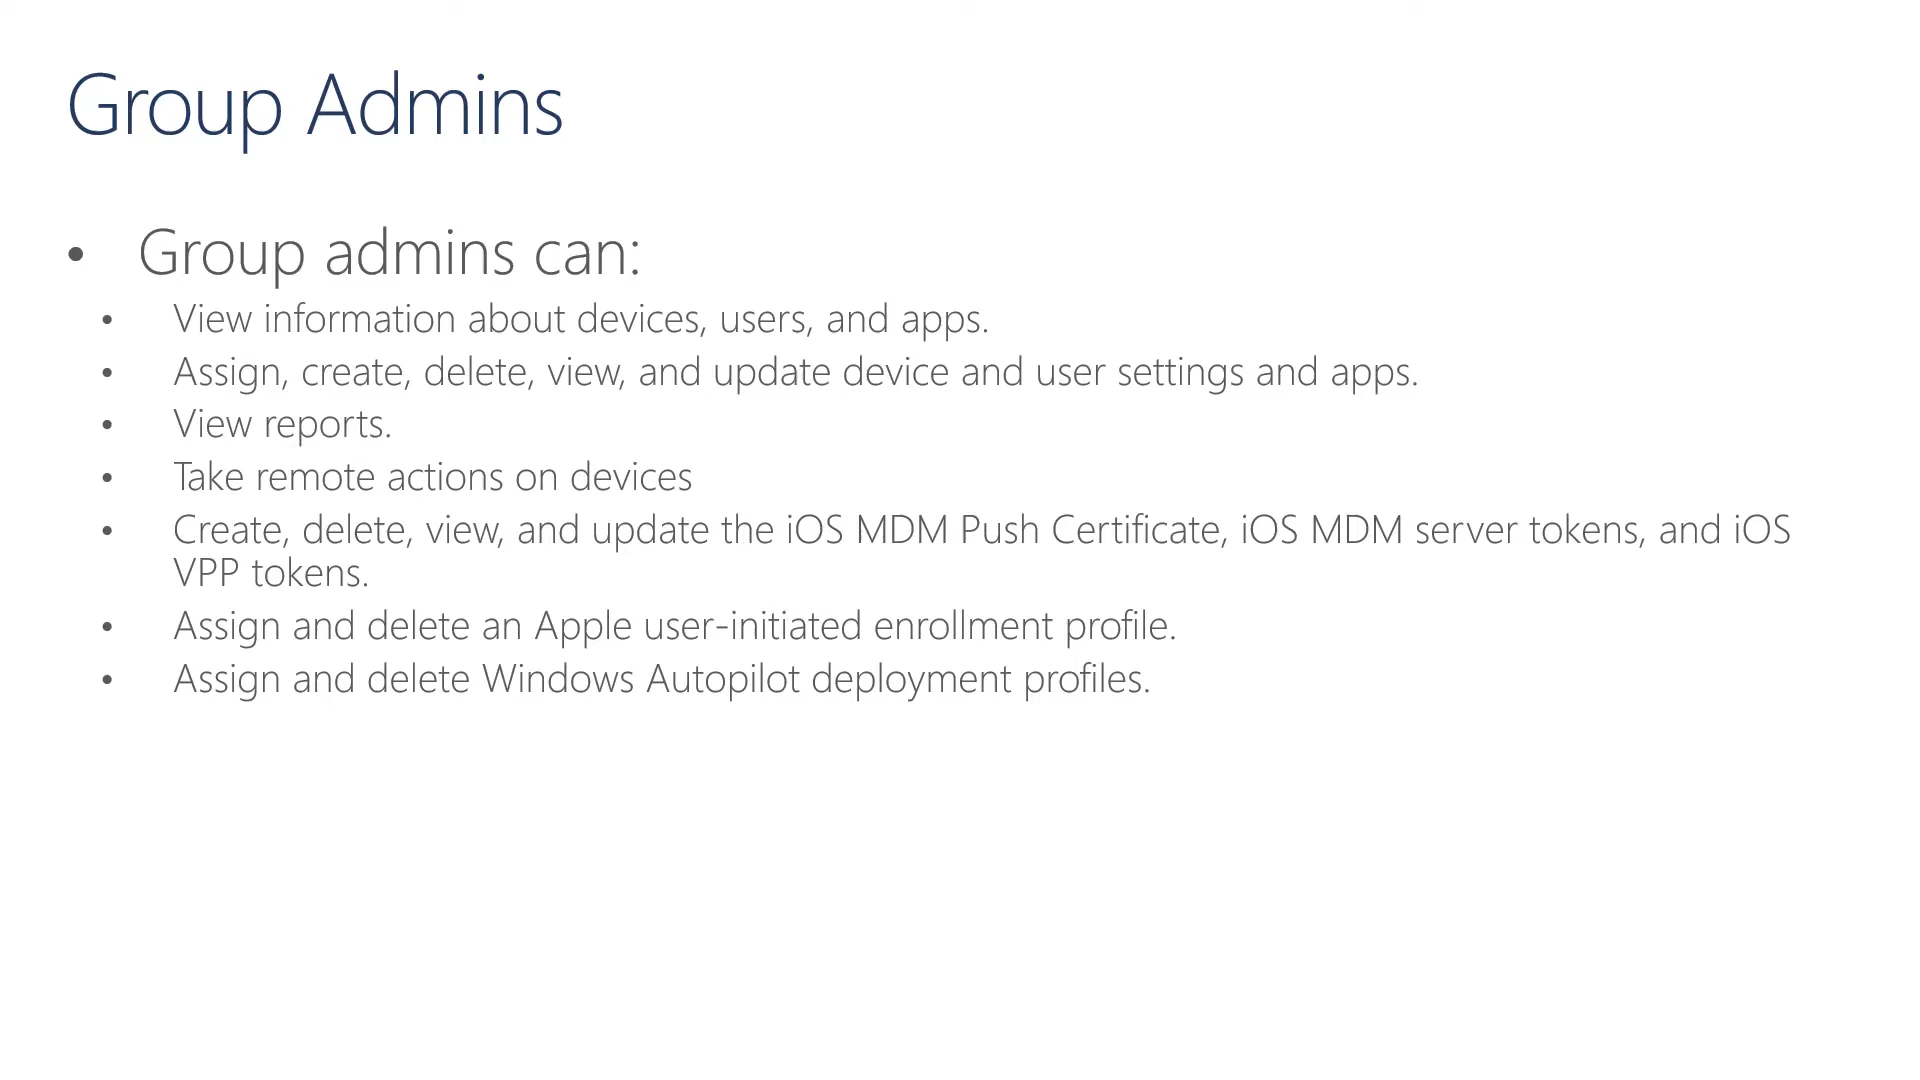 Group Admins
• Group admins can:
• View information about devices, users, and apps.
• Assign, create, delete, view, and update device and user settings and apps.
• View reports.
• Take remote actions on devices
• Create, delete, view, and update the iOS MDM Push Certificate, iOS MDM server tokens, and iOS
VPP tokens.
• Assign and delete an Apple user-initiated enrollment profile.
• Assign and delete Windows Autopilot deployment profiles.